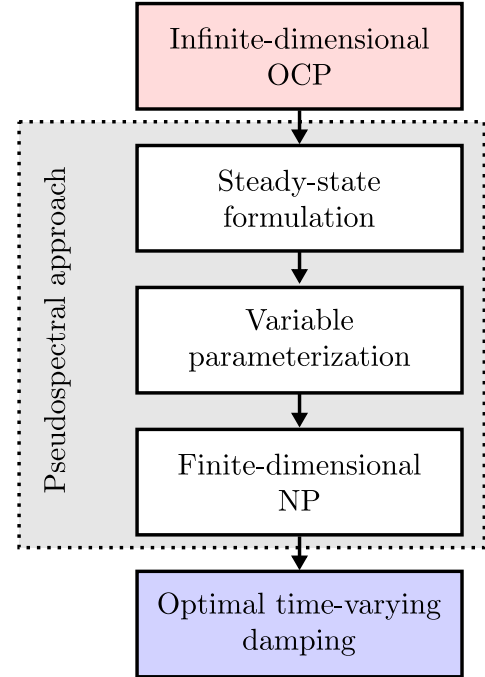 Infinite-dimensional
OCP
Pseudospectral approach
Steady-state
formulation
Variable
parameterization
Finite-dimensional
NP
Optimal time-varying
damping